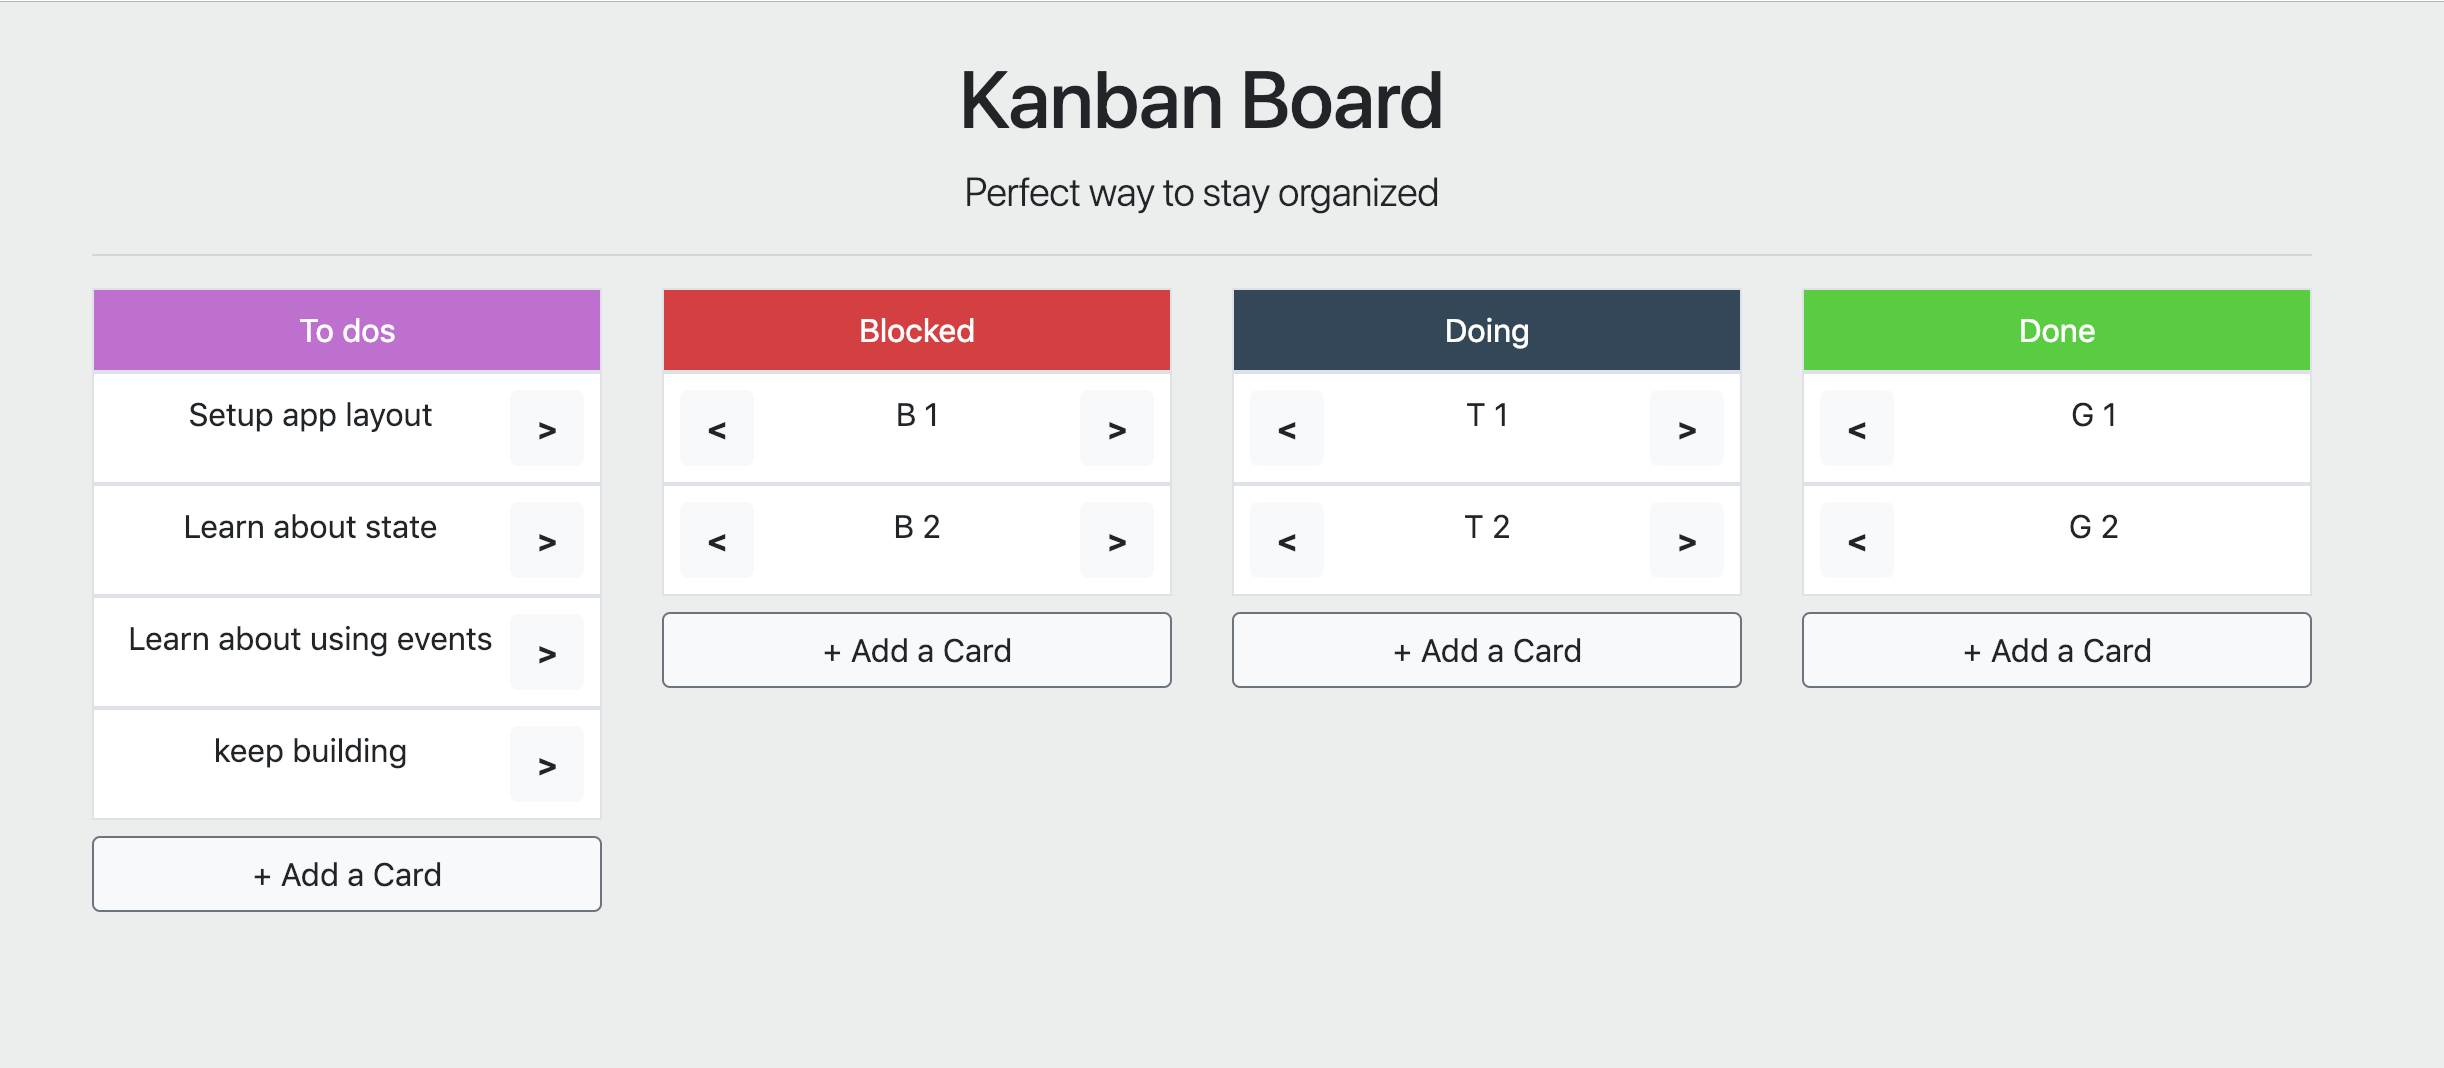 Kanban Board
Perfect way to stay organized
To dos
Setup app layout >
Learn about state >
Learn about using events >
keep building >
+ Add a Card
Blocked
< B 1 >
< B 2 >
+ Add a Card
Doing
< T 1 >
< T 2 >
+ Add a Card
Done
< G 1
< G 2
+ Add a Card